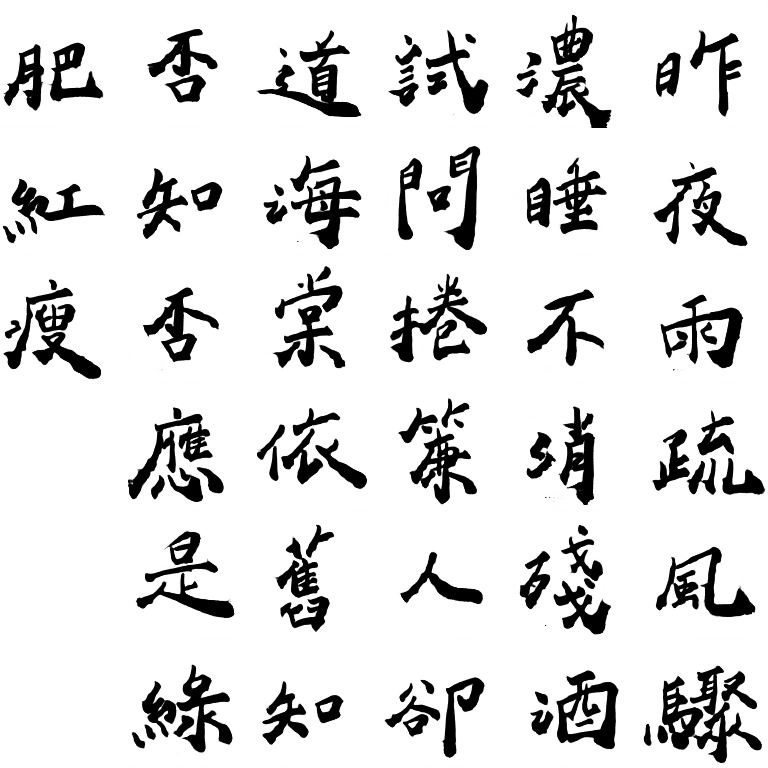 昨夜雨疏風驟
濃睡不消殘酒
試問捲簾人卻
道海棠依舊知
否知否應是綠
肥紅瘦